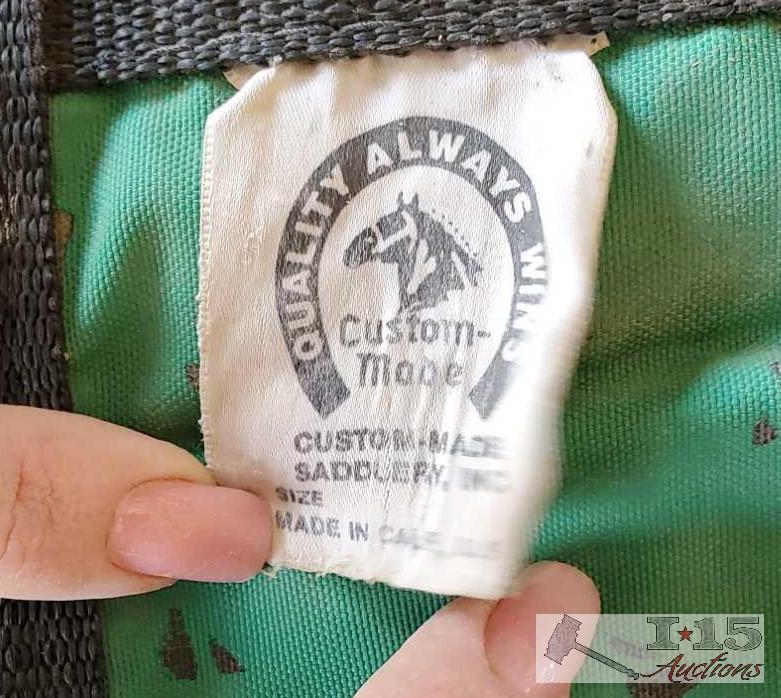 QUALITY ALWAYS WINS
Custom-
Made
CUSTOM-MADE
SADDLERY, INC
SIZE
MADE IN
I★15
Auctions